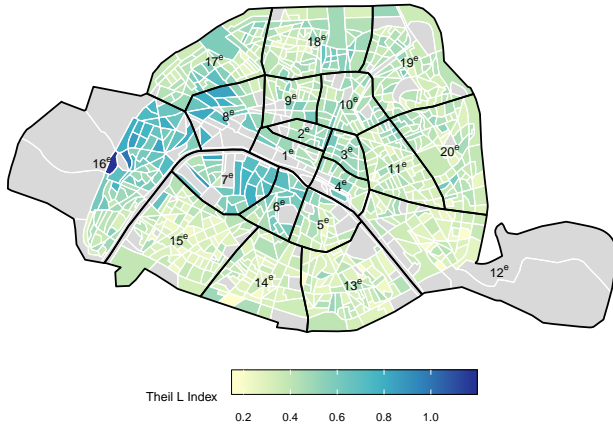 18ᵉ
17ᵉ
19ᵉ
9ᵉ
10ᵉ
8ᵉ
2ᵉ
16ᵉ
1ᵉ
3ᵉ
20ᵉ
11ᵉ
7ᵉ
4ᵉ
6ᵉ
5ᵉ
15ᵉ
12ᵉ
14ᵉ
13ᵉ
Theil L Index
0.2 0.4 0.6 0.8 1.0